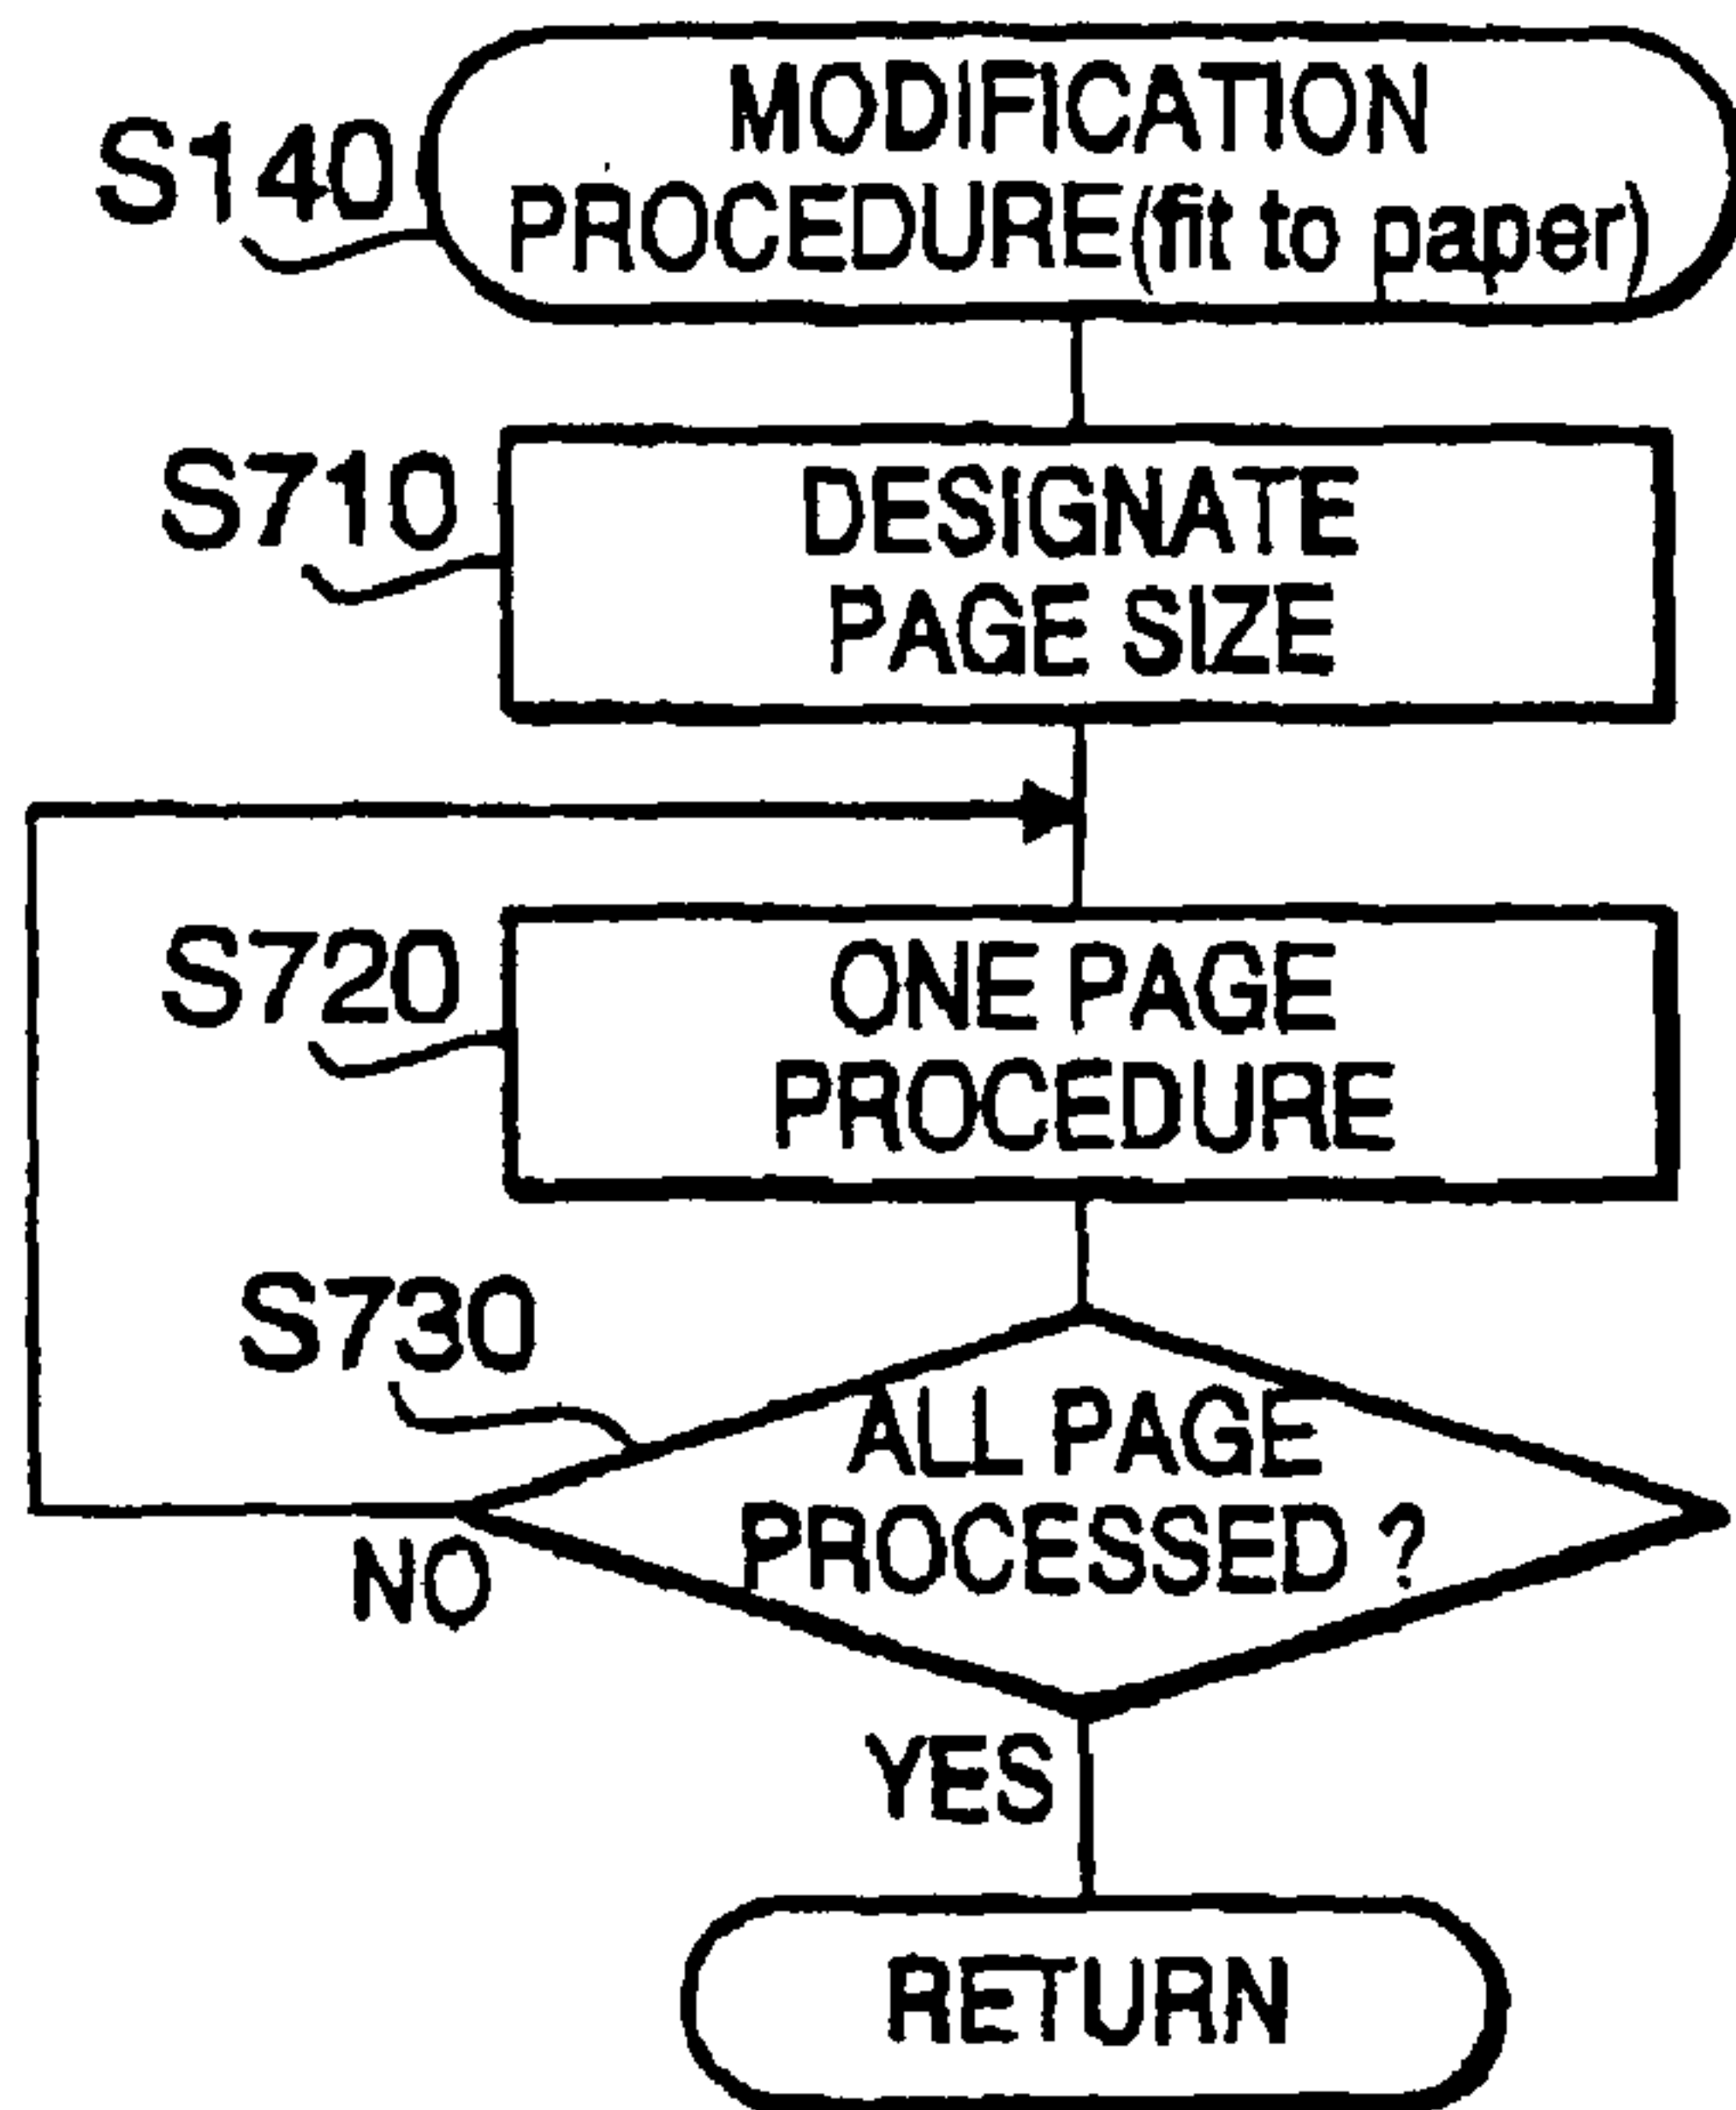 S140
MODIFICATION
PROCEDURE(fit to paper)
S710
DESIGNATE
PAGE SIZE
S720
ONE PAGE
PROCEDURE
S730
ALL PAGE
PROCESSED ?
NO
YES
RETURN